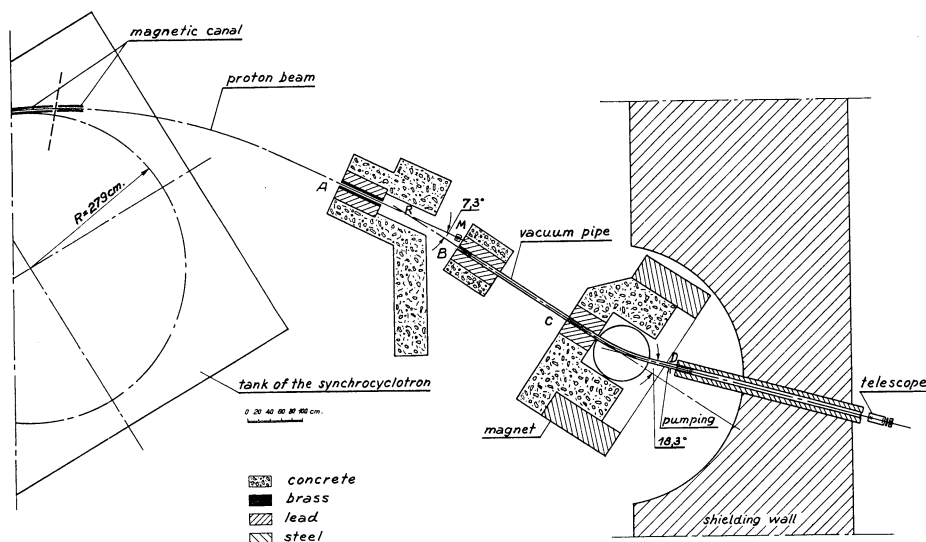 magnetic canal
proton beam
R=279cm.
A
R
7,3°
M
B
vacuum pipe
C
D
tank of the synchrocyclotron
0 20 40 60 80 100 cm.
telescope
pumping
magnet
18,3°
concrete
brass
lead
steel
shielding wall